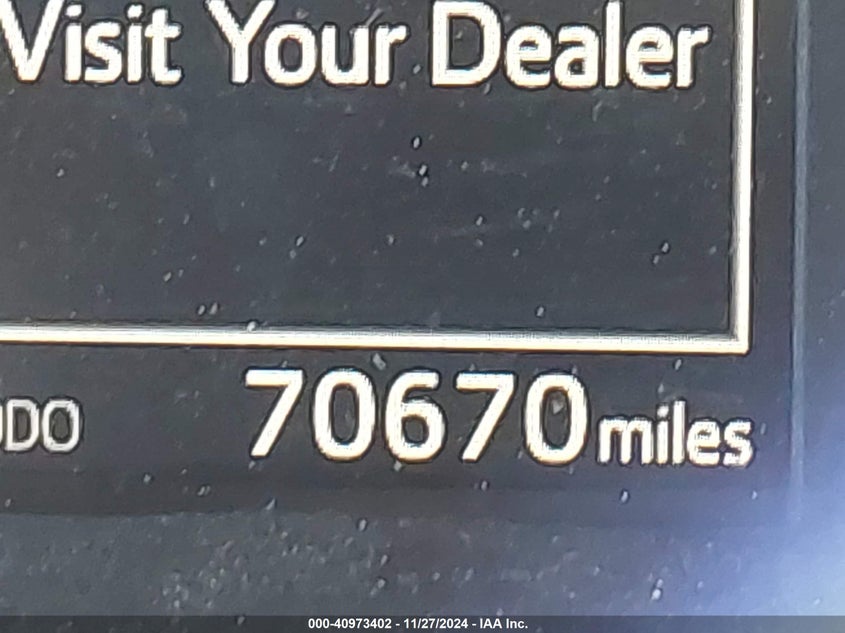 Visit Your Dealer
ODO 70670 miles
000-40973402 - 11/27/2024 - IAA Inc.